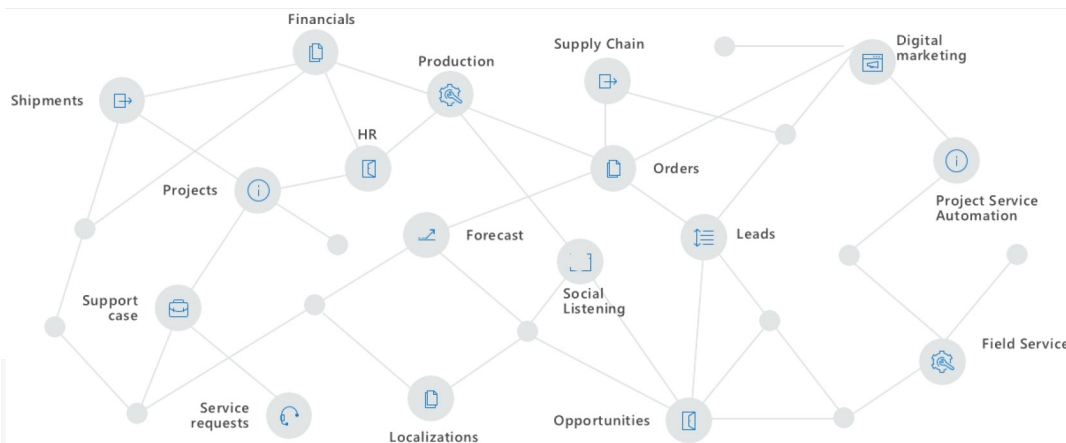 Financials
Supply Chain
Digital
marketing
Production
Shipments
HR
Projects
Orders
Project Service
Automation
Forecast
Leads
Social
Listening
Support
case
Field Service
Service
requests
Localizations
Opportunities